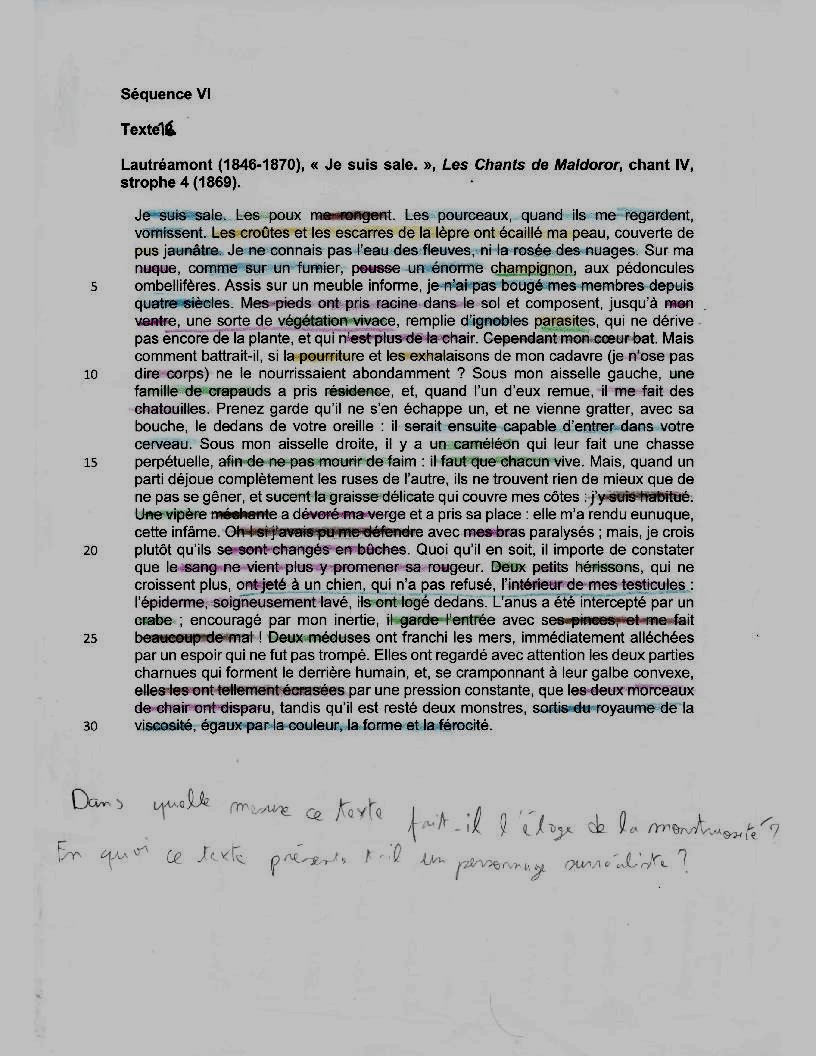 Séquence VI
Texte 12
Lautréamont (1846-1870), « Je suis sale. », Les Chants de Maldoror, chant IV,
strophe 4 (1869).
Je suis sale. Les poux me rongent. Les pourceaux, quand ils me regardent,
vomissent. Les croûtes et les escarres de la lèpre ont écaillé ma peau, couverte de
pus jaunâtre. Je ne connais pas l'eau des fleuves, ni la rosée des nuages. Sur ma
nuque, comme sur un fumier, pousse un énorme champignon, aux pédoncules
5 ombellifères. Assis sur un meuble informe, je n'ai pas bougé mes membres depuis
quatre siècles. Mes pieds ont pris racine dans le sol et composent, jusqu'à mon
ventre, une sorte de végétation vivace, remplie d'ignobles parasites, qui ne dérive
pas encore de la plante, et qui n'est plus de la chair. Cependant mon cœur bat. Mais
comment battrait-il, si la pourriture et les exhalaisons de mon cadavre (je n'ose pas
10 dire corps) ne le nourrissaient abondamment ? Sous mon aisselle gauche, une
famille de crapauds a pris résidence, et, quand l'un d'eux remue, il me fait des
chatouilles. Prenez garde qu'il ne s'en échappe un, et ne vienne gratter, avec sa
bouche, le dedans de votre oreille : il serait ensuite capable d'entrer dans votre
cerveau. Sous mon aisselle droite, il y a un caméléon qui leur fait une chasse
15 perpétuelle, afin de ne pas mourir de faim : il faut que chacun vive. Mais, quand un
parti déjoue complètement les ruses de l'autre, ils ne trouvent rien de mieux que de
ne pas se gêner, et sucent la graisse délicate qui couvre mes côtes : j'y suis habitué.
Une vipère méchante a dévoré ma verge et a pris sa place : elle m'a rendu eunuque,
cette infâme. Oh ! si j'avais pu me défendre avec mes bras paralysés ; mais, je crois
20 plutôt qu'ils se sont changés en bûches. Quoi qu'il en soit, il importe de constater
que le sang ne vient plus y promener sa rougeur. Deux petits hérissons, qui ne
croissent plus, ont jeté à un chien, qui n'a pas refusé, l'intérieur de mes testicules :
l'épiderme, soigneusement lavé, ils ont logé dedans. L'anus a été intercepté par un
crabe ; encouragé par mon inertie, il garde l'entrée avec ses pinces, et me fait
25 beaucoup de mal ! Deux méduses ont franchi les mers, immédiatement alléchées
par un espoir qui ne fut pas trompé. Elles ont regardé avec attention les deux parties
charnues qui forment le derrière humain, et, se cramponnant à leur galbe convexe,
elles les ont tellement écrasées par une pression constante, que les deux morceaux
de chair ont disparu, tandis qu'il est resté deux monstres, sortis du royaume de la
30 viscosité, égaux par la couleur, la forme et la férocité.
Dans quelle mesure ce texte fait-il l'éloge de la monstruosité ?
En quoi ce texte présente t-il un personnage surréaliste ?